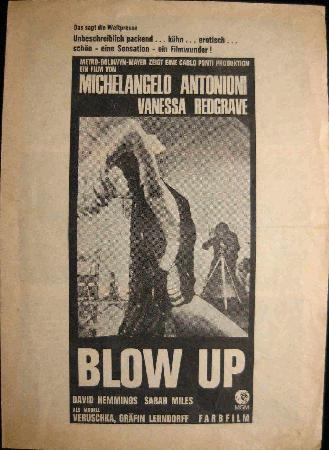 Das sagt die Weltpresse
Unbeschreiblich packend ... kühn ... erotisch ...
schön - eine Sensation - ein Filmwunder!
METRO-GOLDWYN-MAYER ZEIGT EINE CARLO PONTI PRODUKTION
EIN FILM VON
MICHELANGELO ANTONIONI
VANESSA REDGRAVE
BLOW UP
DAVID HEMMINGS SARAH MILES
ALS MODELL
VERUSCHKA, GRÄFIN LEHNDORFF FARBFILM
MGM